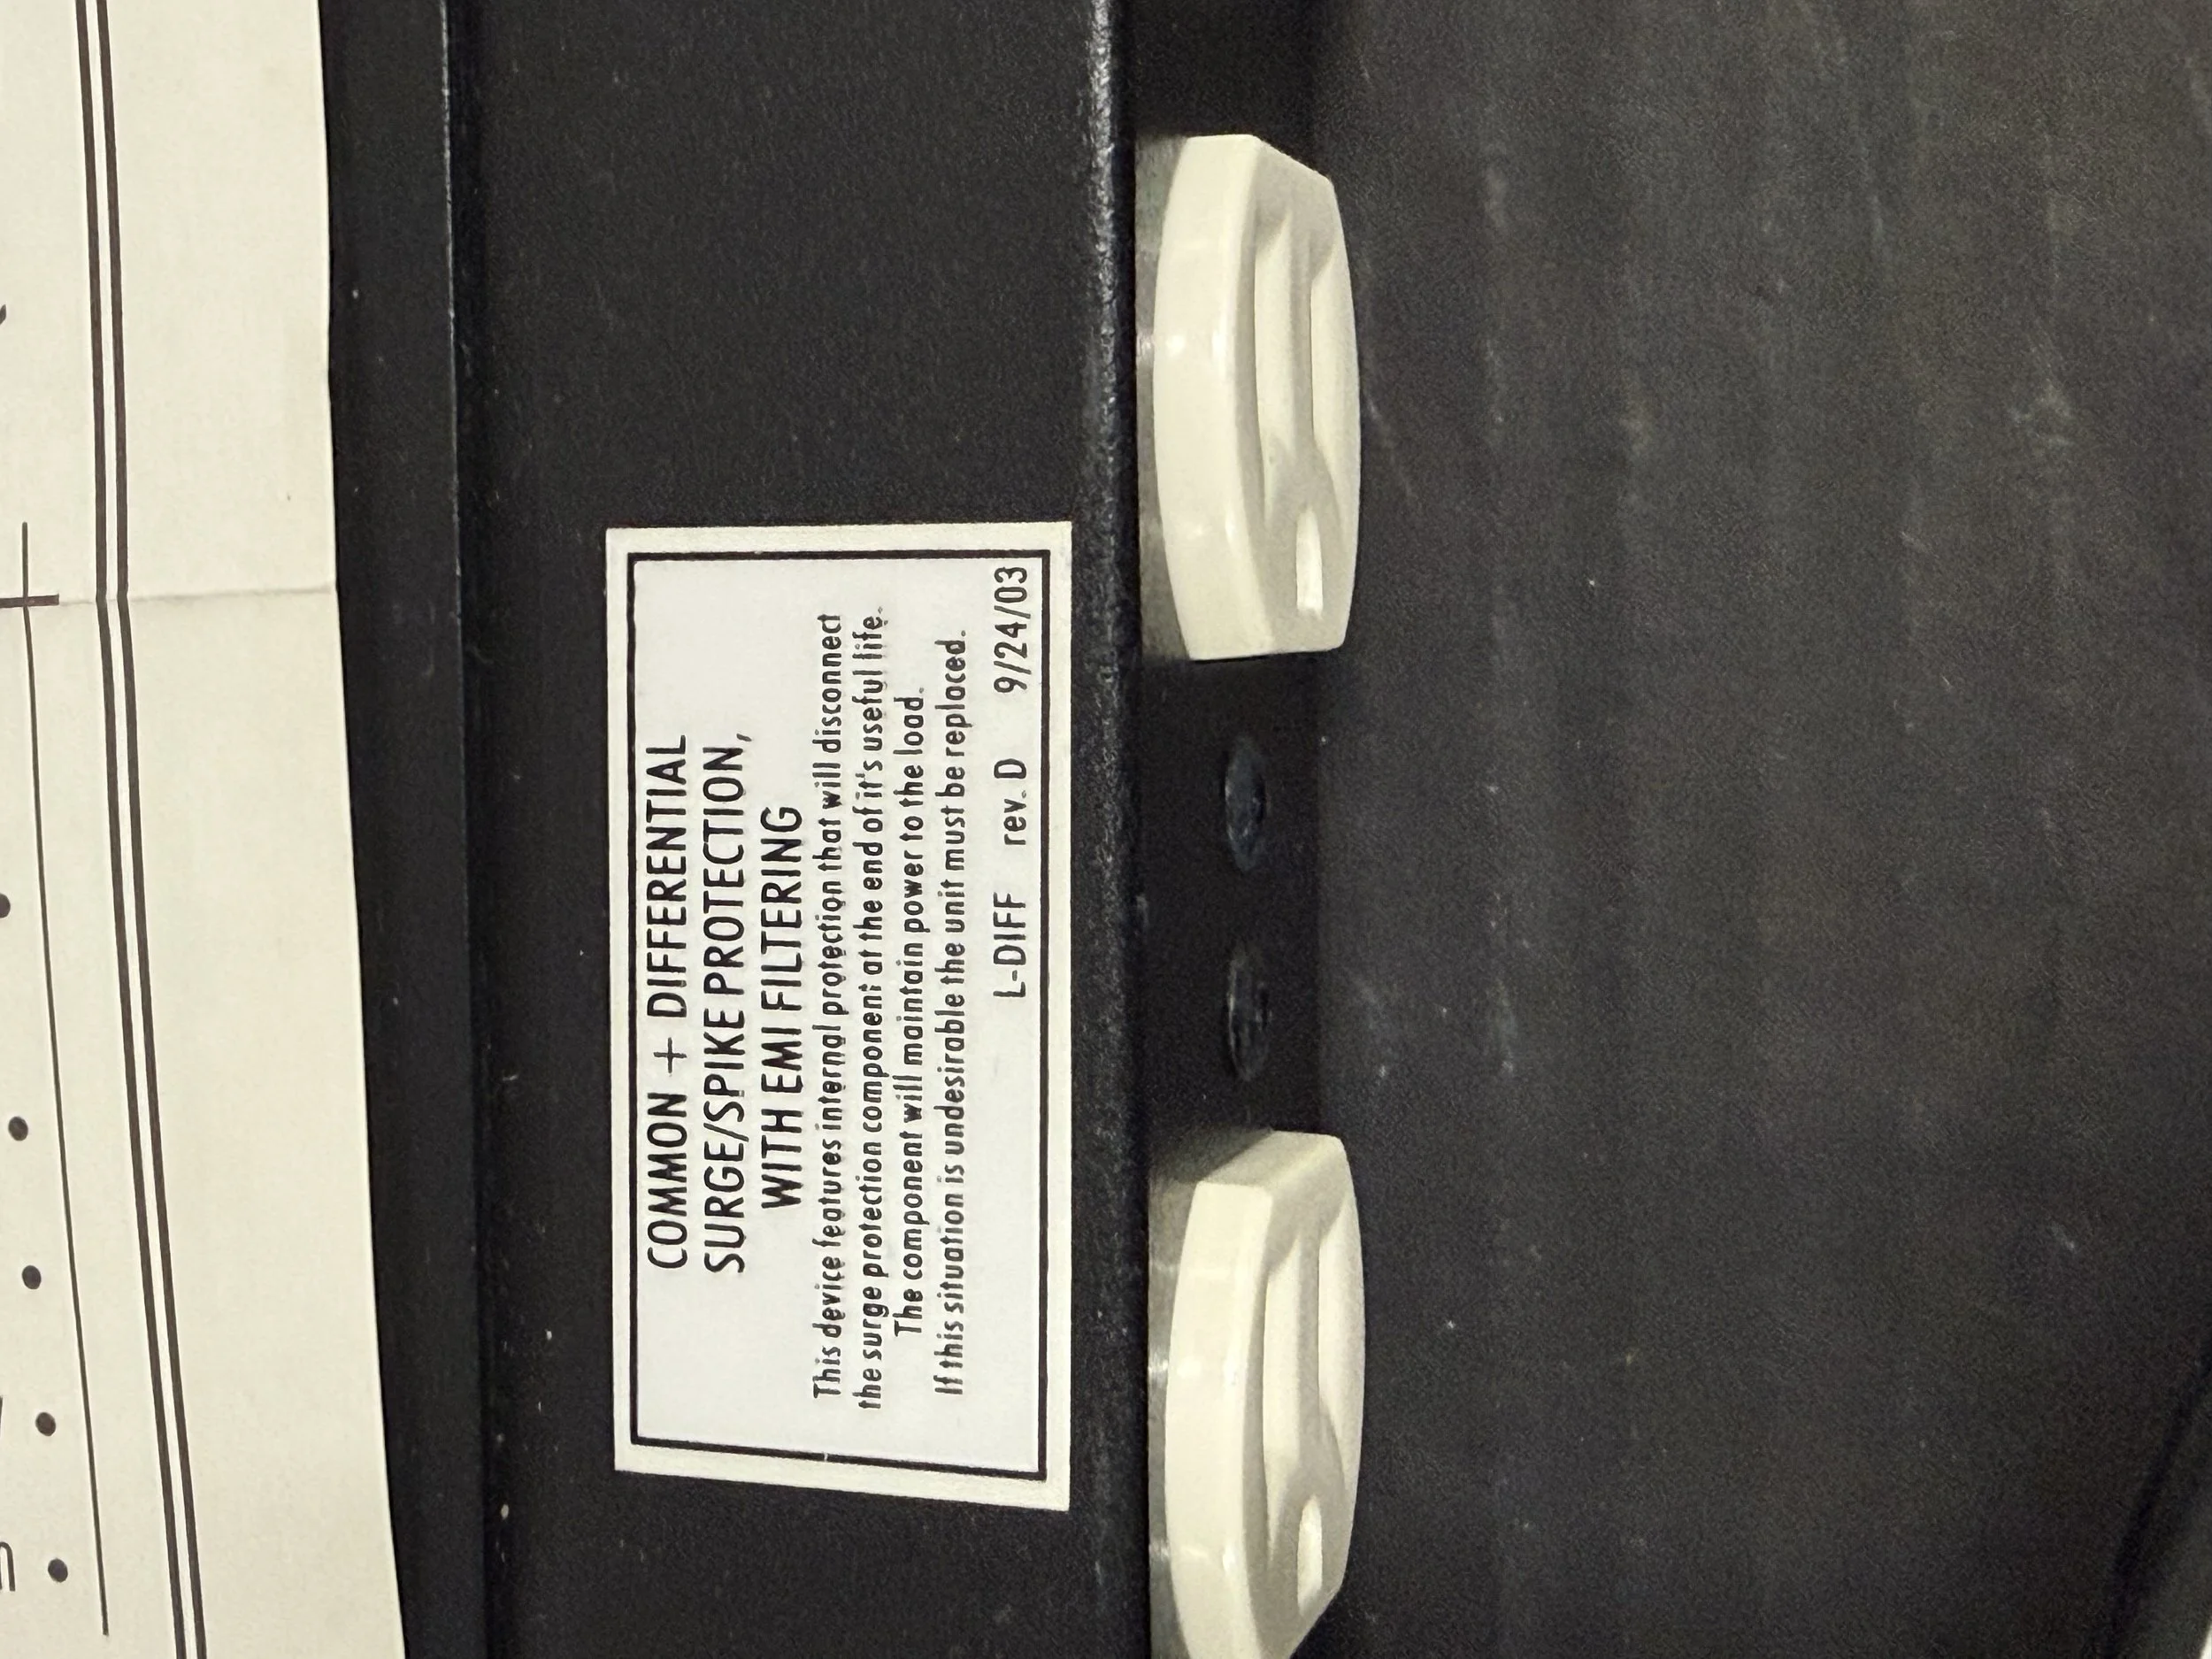 COMMON + DIFFERENTIAL
SURGE/SPIKE PROTECTION,
WITH EMI FILTERING
This device features internal protection that will disconnect
the surge protection component at the end of it's useful life.
The component will maintain power to the load.
If this situation is undesirable the unit must be replaced.
L-DIFF rev. D 9/24/03